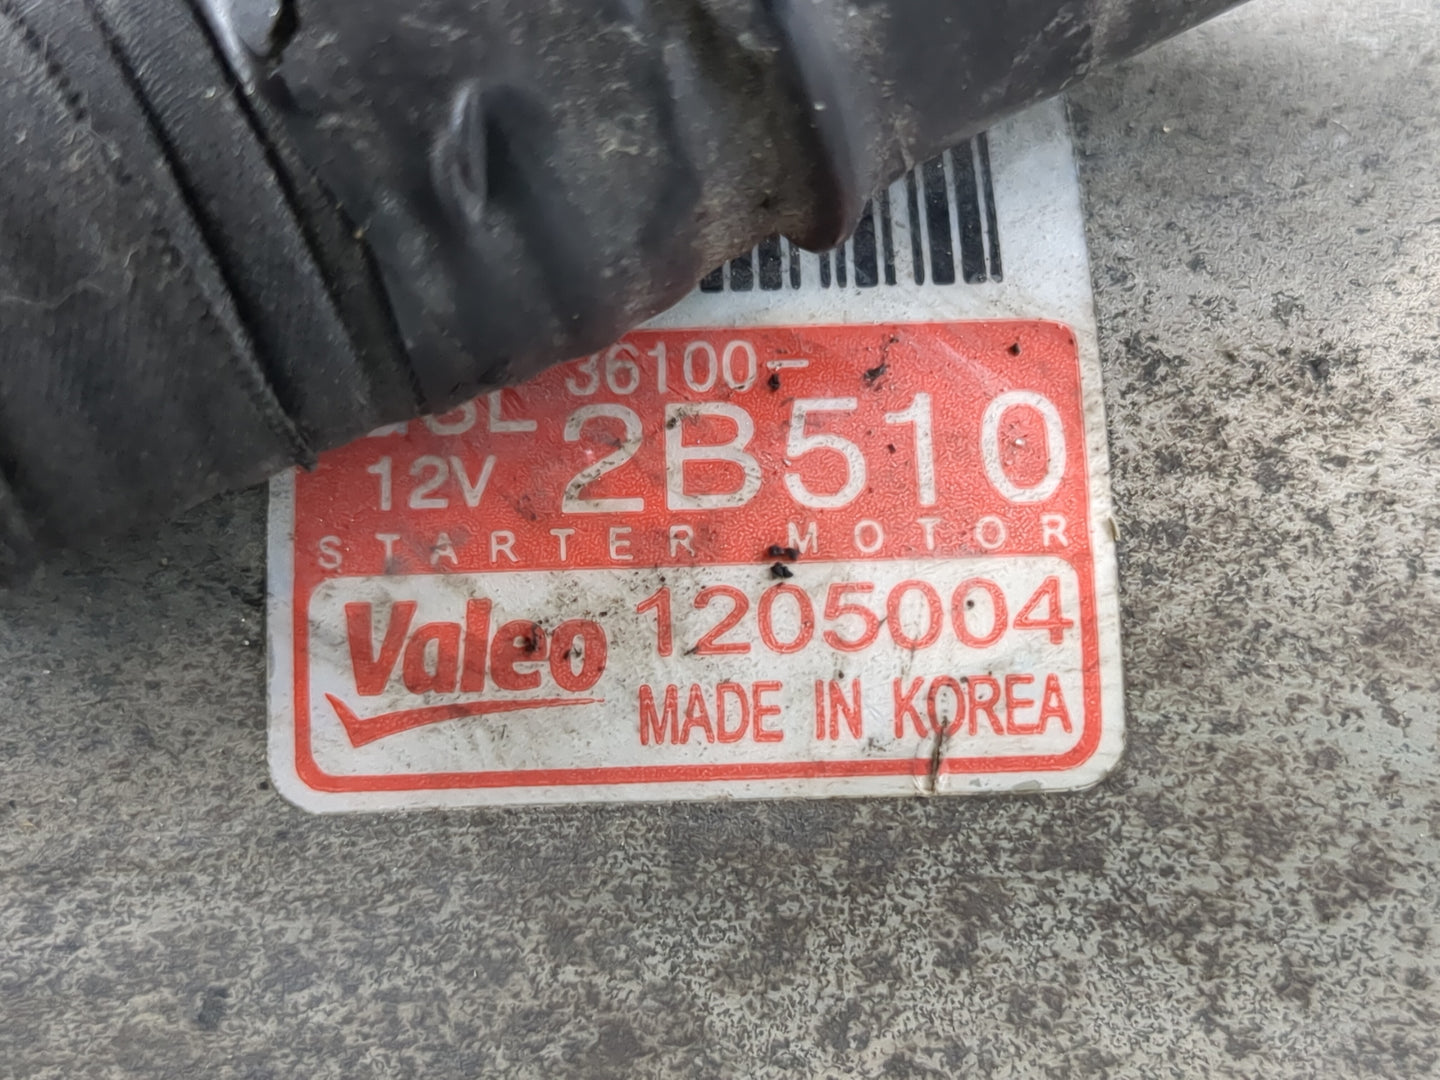 36100-
2B510
12V
STARTER MOTOR
Valeo
1205004
MADE IN KOREA